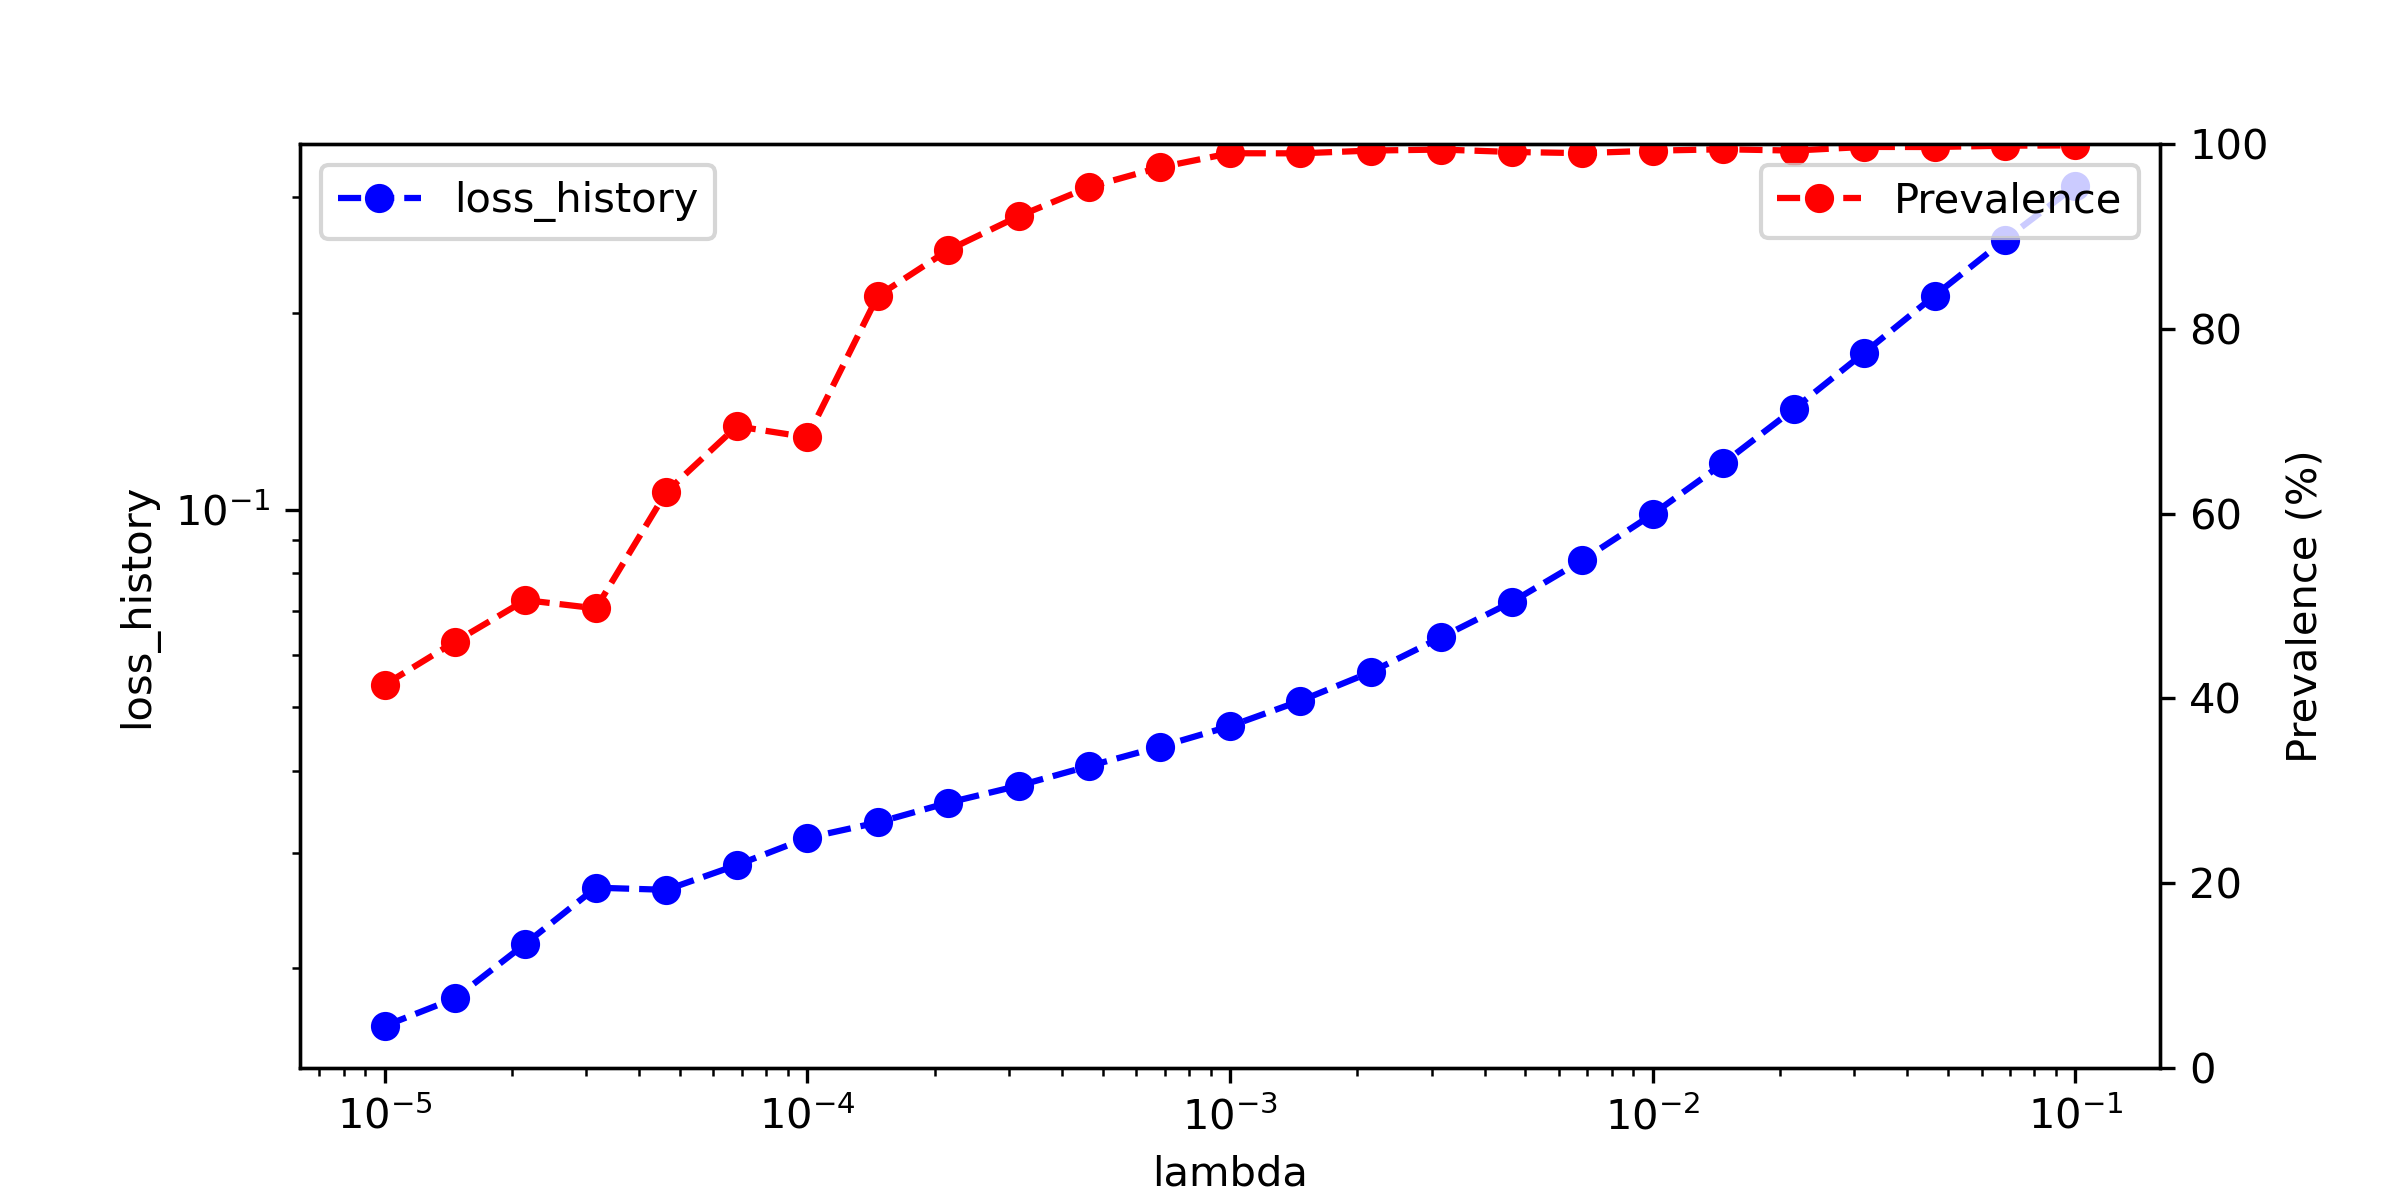 loss_history
Prevalence
100
80
60
40
20
0
10⁻¹
loss_history
Prevalence (%)
10⁻⁵ 10⁻⁴ 10⁻³ 10⁻² 10⁻¹
lambda